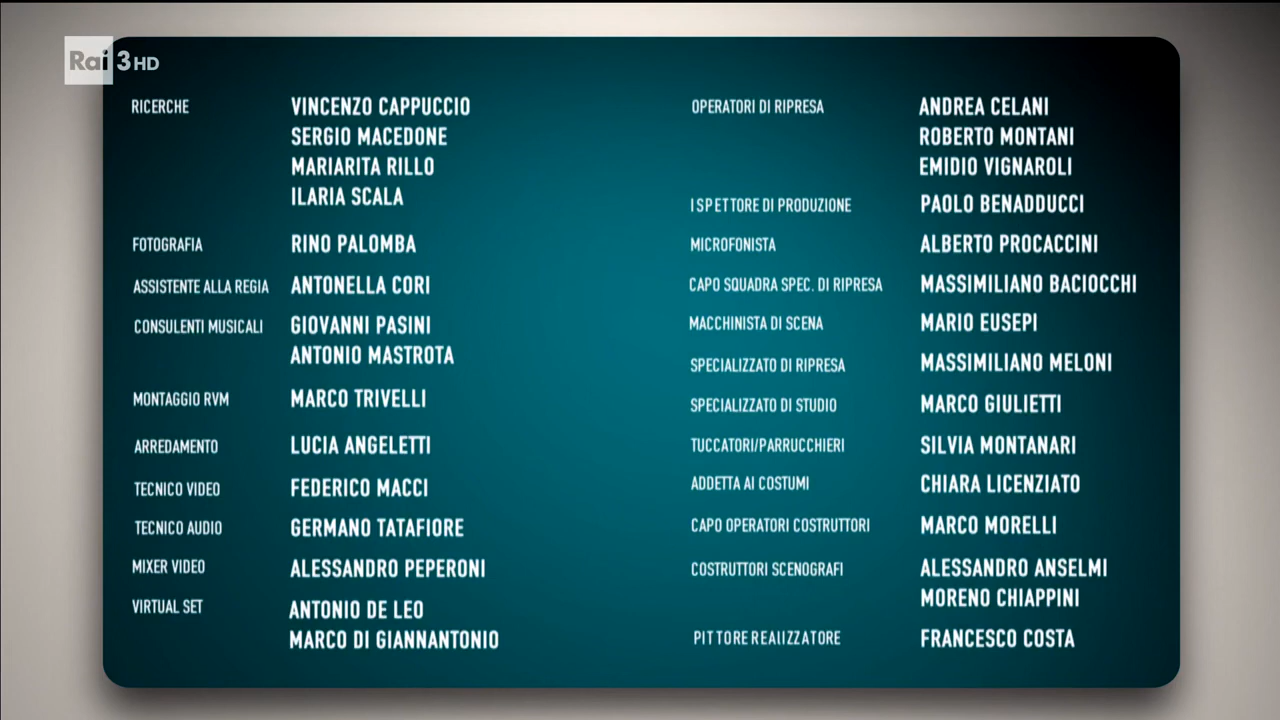 Rai 3 HD
RICERCHE VINCENZO CAPPUCCIO
SERGIO MACEDONE
MARIARITA RILLO
ILARIA SCALA
FOTOGRAFIA RINO PALOMBA
ASSISTENTE ALLA REGIA ANTONELLA CORI
CONSULENTI MUSICALI GIOVANNI PASINI
ANTONIO MASTROTA
MONTAGGIO RVM MARCO TRIVELLI
ARREDAMENTO LUCIA ANGELETTI
TECNICO VIDEO FEDERICO MACCI
TECNICO AUDIO GERMANO TATAFIORE
MIXER VIDEO ALESSANDRO PEPERONI
VIRTUAL SET ANTONIO DE LEO
MARCO DI GIANNANTONIO
OPERATORI DI RIPRESA ANDREA CELANI
ROBERTO MONTANI
EMIDIO VIGNAROLI
ISPETTORE DI PRODUZIONE PAOLO BENADDUCCI
MICROFONISTA ALBERTO PROCACCINI
CAPO SQUADRA SPEC. DI RIPRESA MASSIMILIANO BACIOCCHI
MACCHINISTA DI SCENA MARIO EUSEPI
SPECIALIZZATO DI RIPRESA MASSIMILIANO MELONI
SPECIALIZZATO DI STUDIO MARCO GIULIETTI
TUCCATORI/PARRUCCHIERI SILVIA MONTANARI
ADDETTA AI COSTUMI CHIARA LICENZIATO
CAPO OPERATORI COSTRUTTORI MARCO MORELLI
COSTRUTTORI SCENOGRAFI ALESSANDRO ANSELMI
MORENO CHIAPPINI
PITTORE REALIZZATORE FRANCESCO COSTA